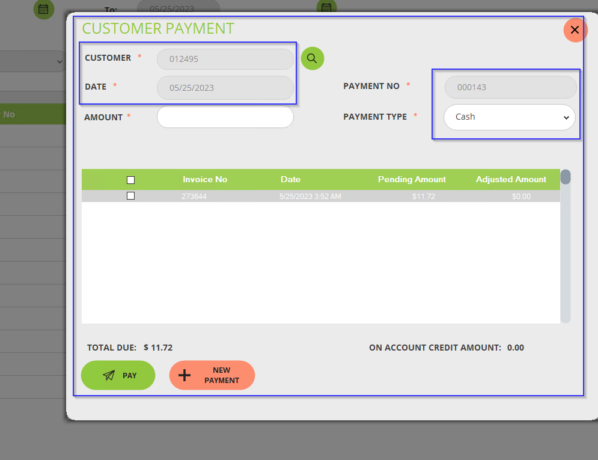 To: 05/25/2023
CUSTOMER PAYMENT
CUSTOMER * 012495
DATE * 05/25/2023 PAYMENT NO * 000143
AMOUNT * PAYMENT TYPE * Cash
No
Invoice No Date Pending Amount Adjusted Amount
273644 5/25/2023 3:52 AM $11.72 $0.00
TOTAL DUE: $ 11.72 ON ACCOUNT CREDIT AMOUNT: 0.00
PAY
NEW
PAYMENT